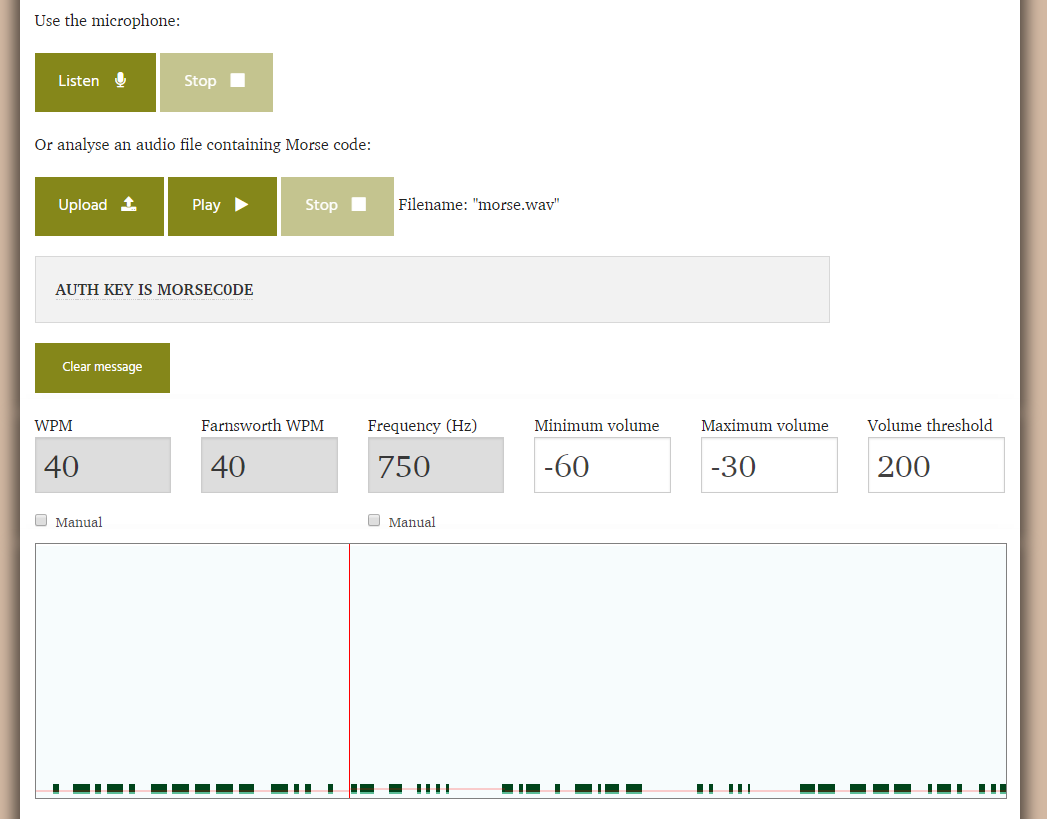 Use the microphone:
Listen Stop
Or analyse an audio file containing Morse code:
Upload Play Stop Filename: "morse.wav"
AUTH KEY IS MORSEC0DE
Clear message
WPM Farnsworth WPM Frequency (Hz) Minimum volume Maximum volume Volume threshold
40 40 750 -60 -30 200
Manual Manual